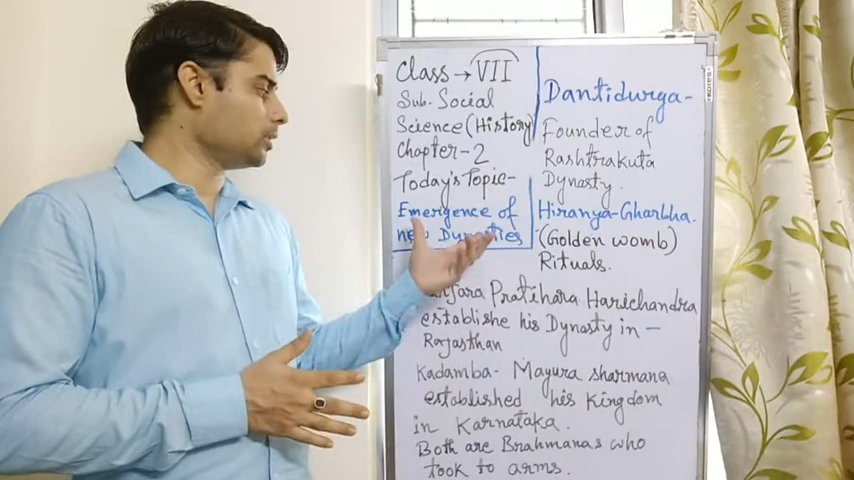 Class → VII
Sub. Social
Science (History)
Chapter - 2
Today's Topic -
Emergence of
Dantidurga -
Founder of
Rashtrakuta
Dynasty.
Hiranya-Gharbha.
(Golden womb)
Rituals.
Pratihara Harichandra
establishe his Dynasty in —
Rajasthan
Kadamba - Mayura sharmana
established his Kingdom
in Karnataka.
Both are Brahmanas who
took to arms.
kores